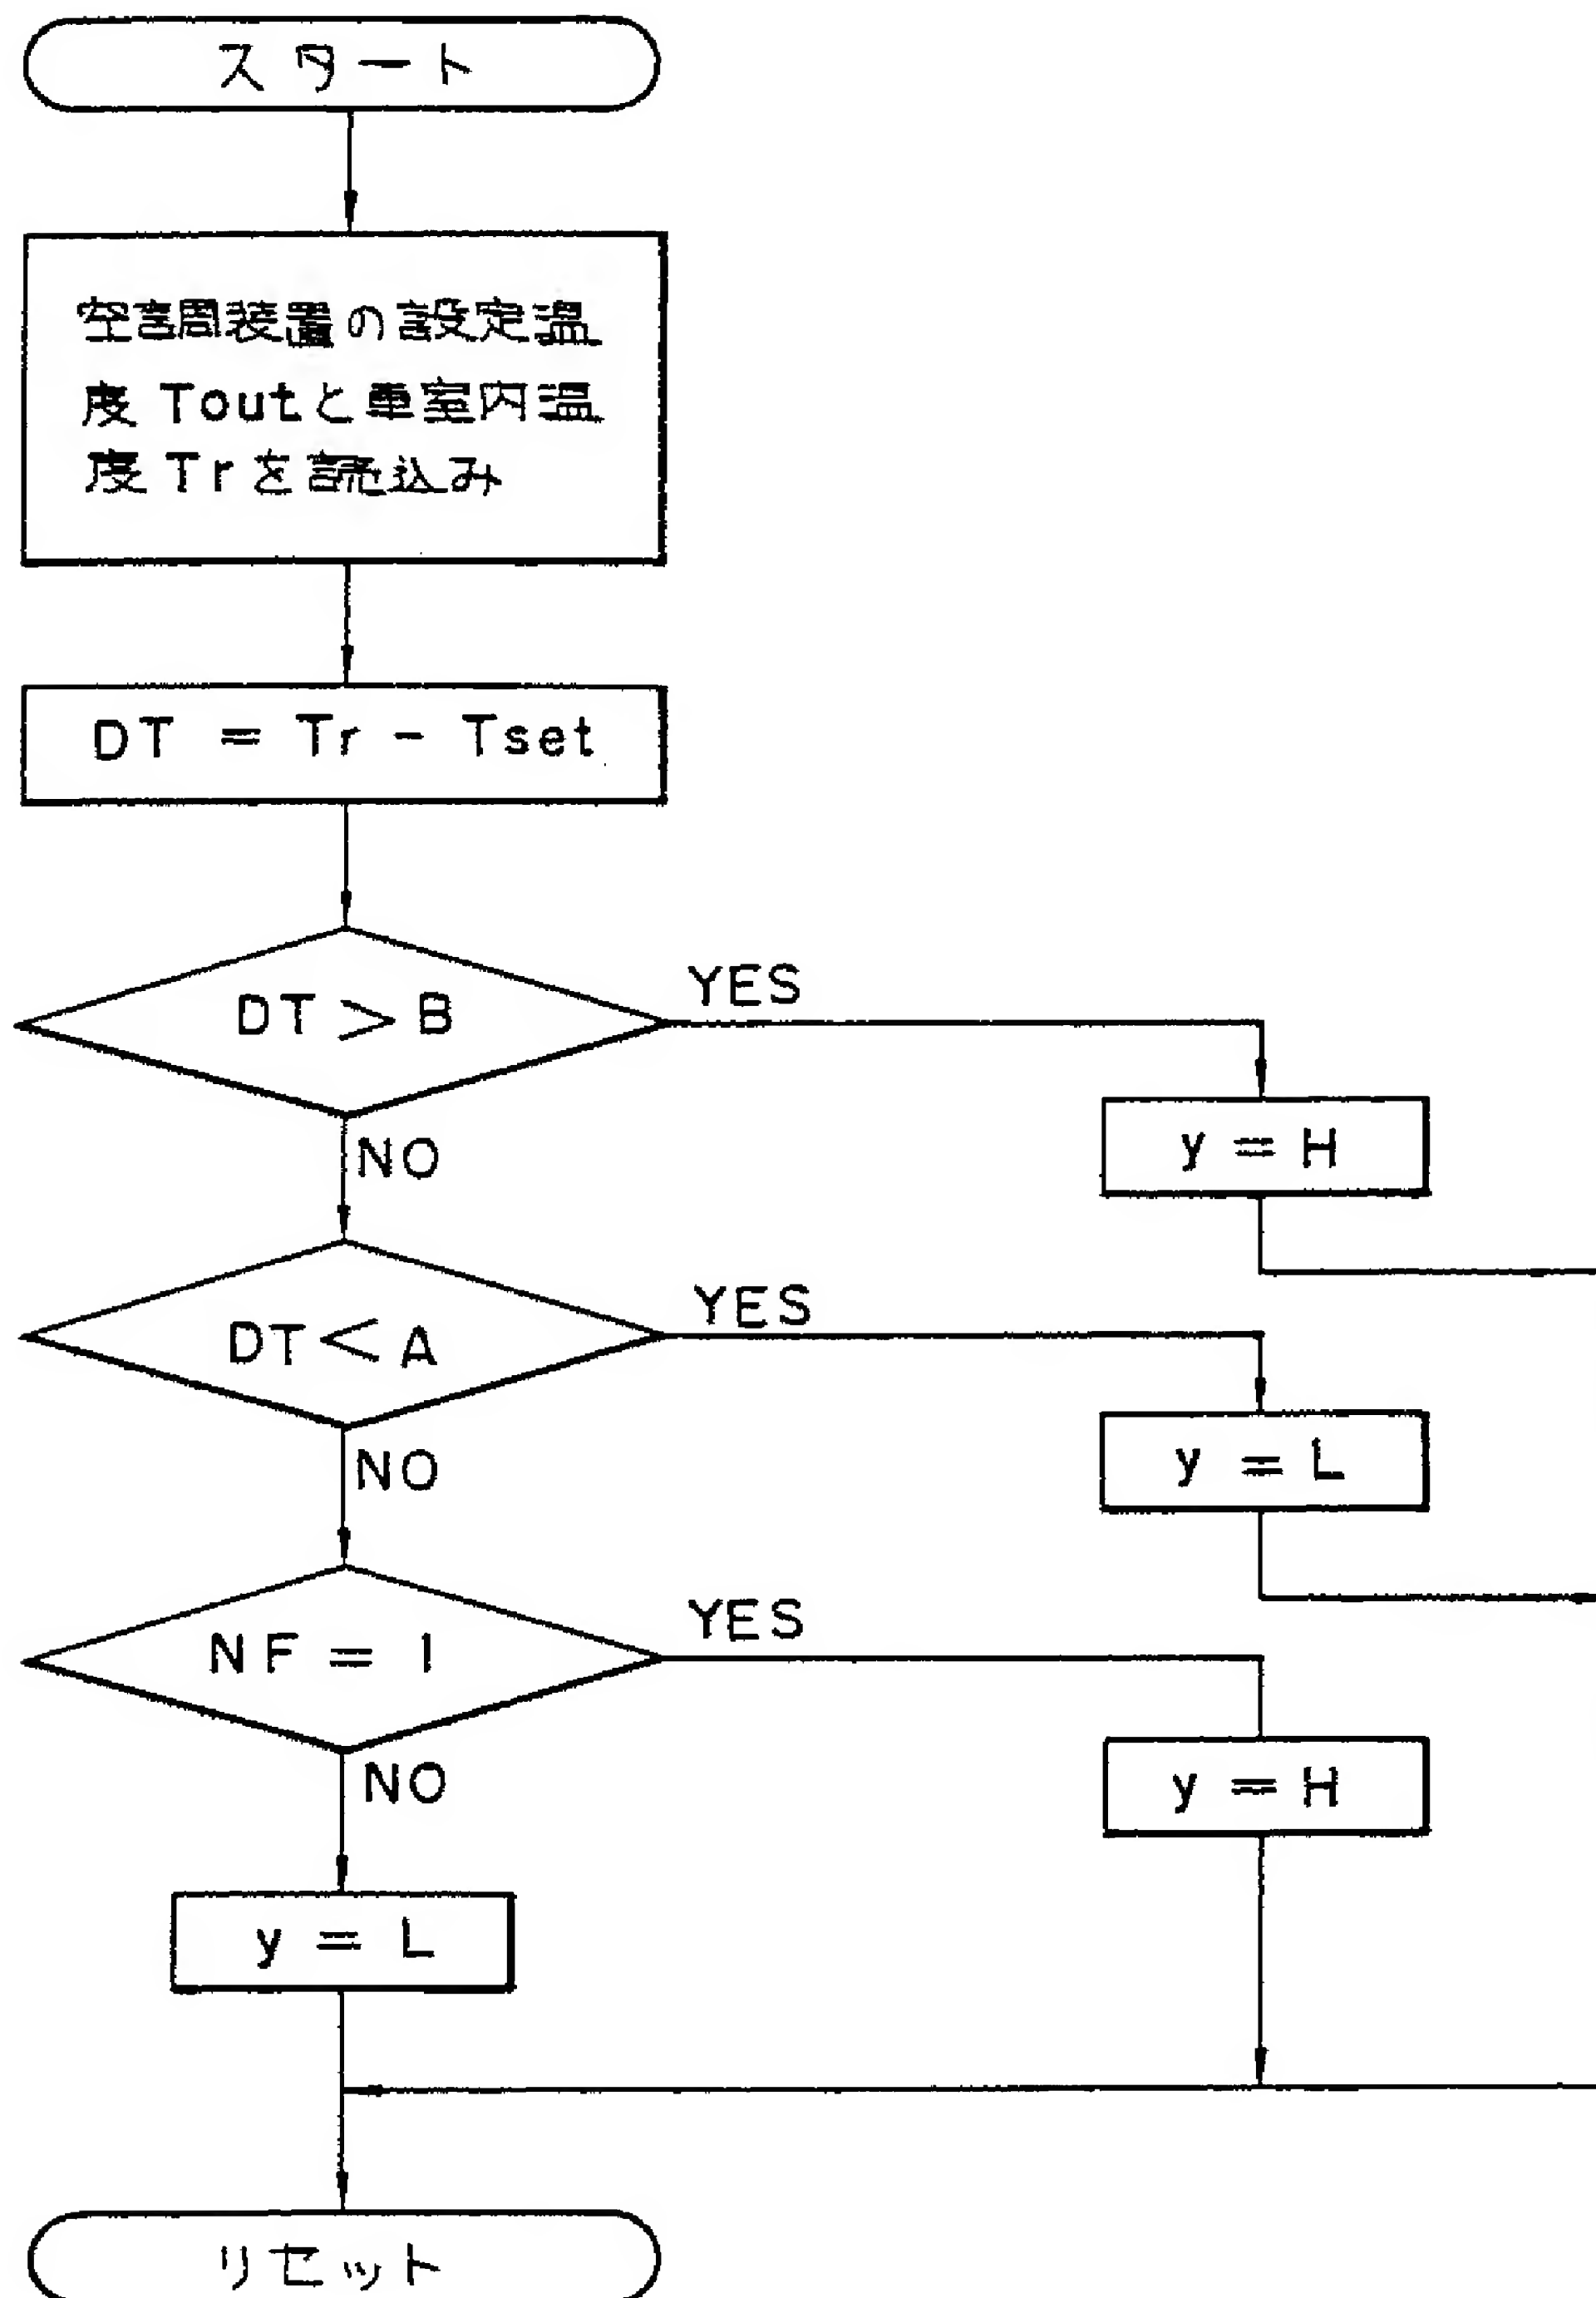 スタート
空調装置の設定温
度Toutと車室内温
度Trを読込み
DT = Tr - Tset
DT > B
YES
y = H
NO
DT < A
YES
y = L
NO
NF = 1
YES
y = H
NO
y = L
リセット